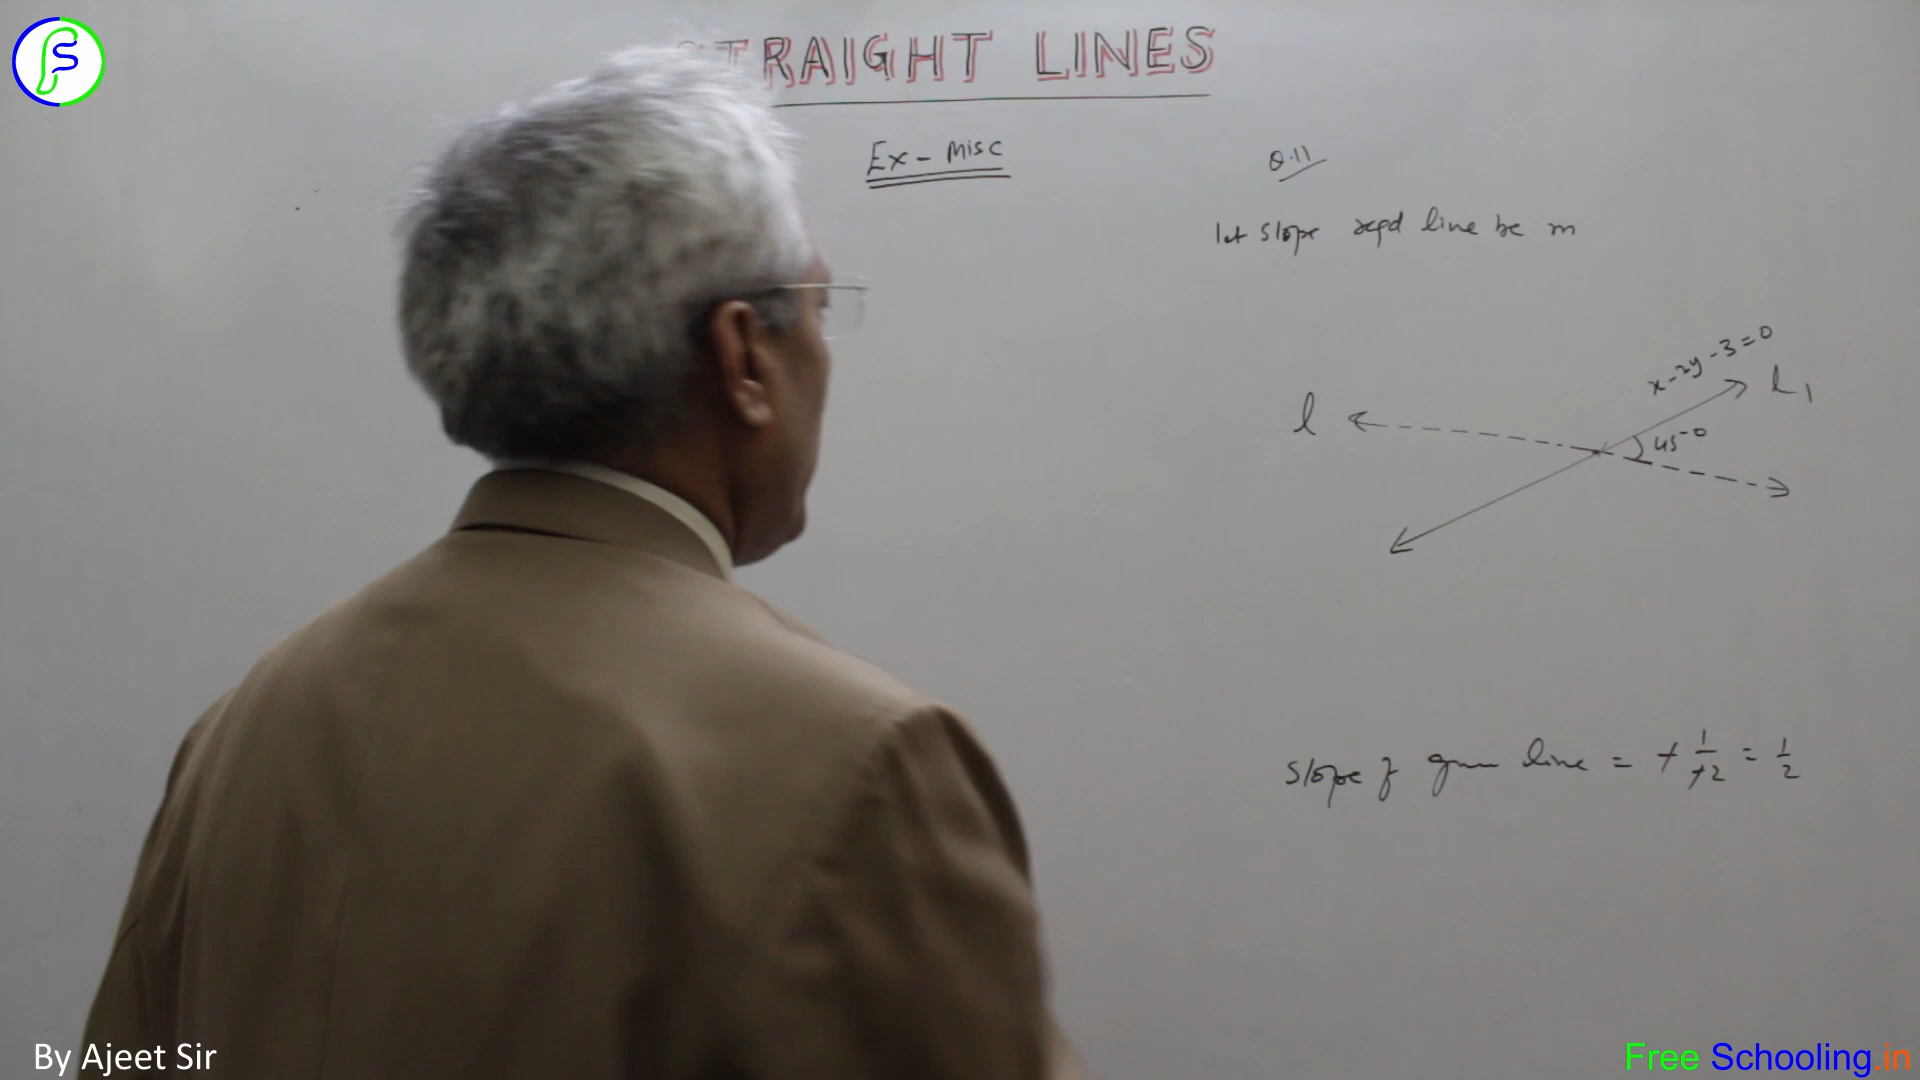 STRAIGHT LINES
Ex - Misc
Q.11
let slope reqd line be m
x - 2y - 3 = 0
l
L1
45°
slope of given line = + 1/+2 = 1/2
By Ajeet Sir
Free Schooling.in